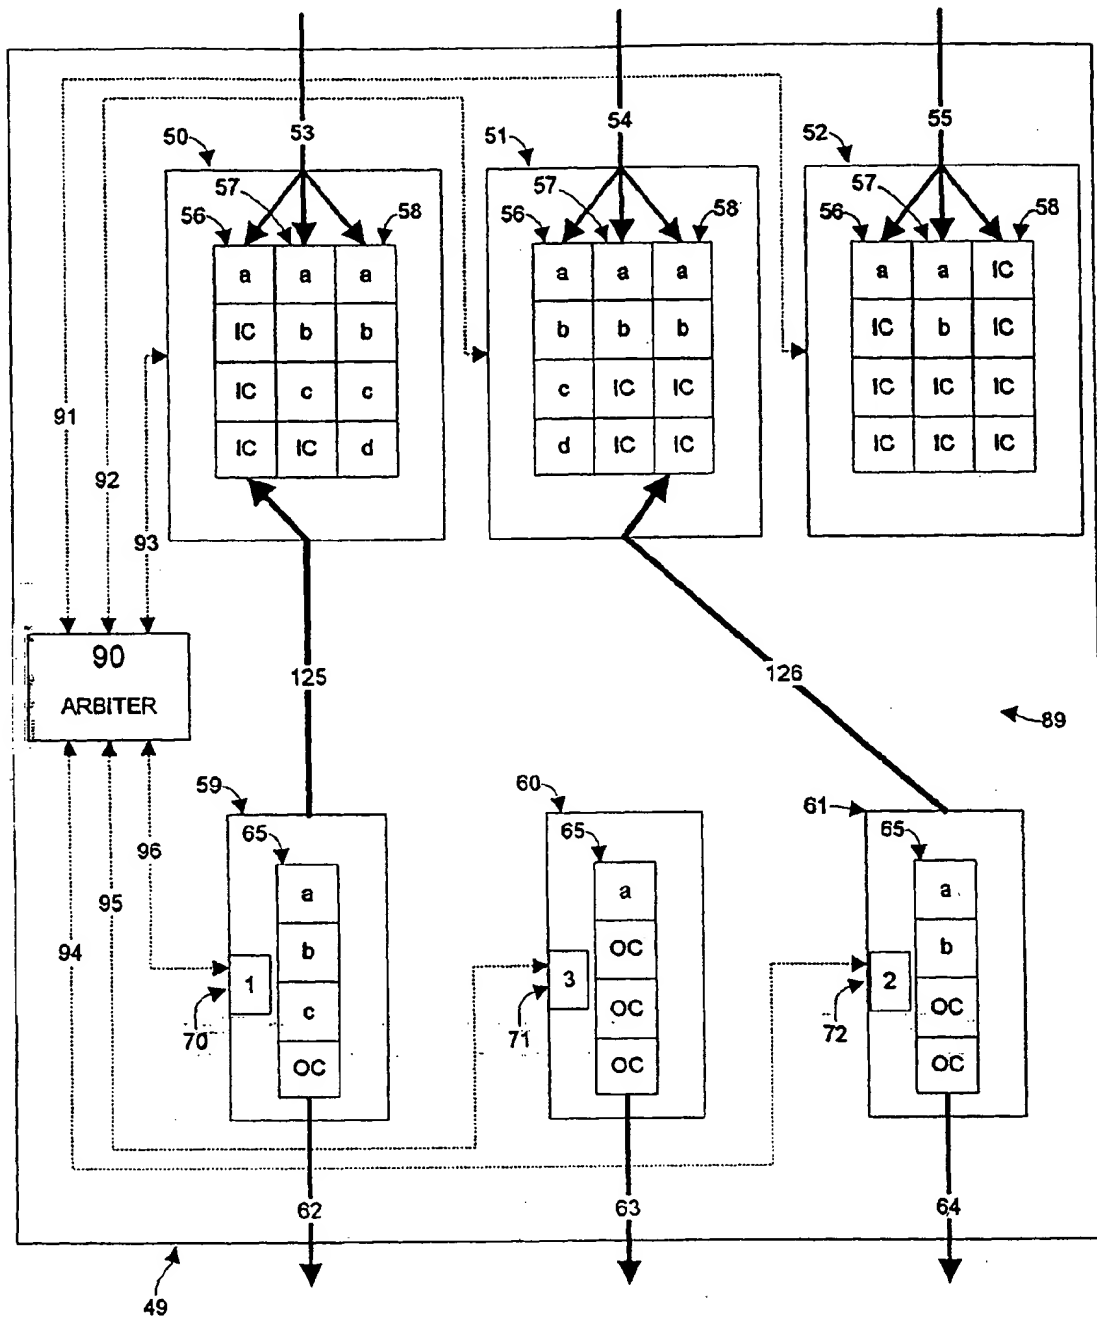 53 54 55
50 51 52
57 57 57
56 58 56 58 56 58
a a a a a a a a IC
IC b b b b b IC b IC
IC c c c IC IC IC IC IC
IC IC d d IC IC IC IC IC
91
92
93
90
ARBITER
125 126
89
59 60 61
65 65 65
96
95
94
a a a
b OC b
1 3 2
c OC OC
70 71 72
OC OC OC
62 63 64
49